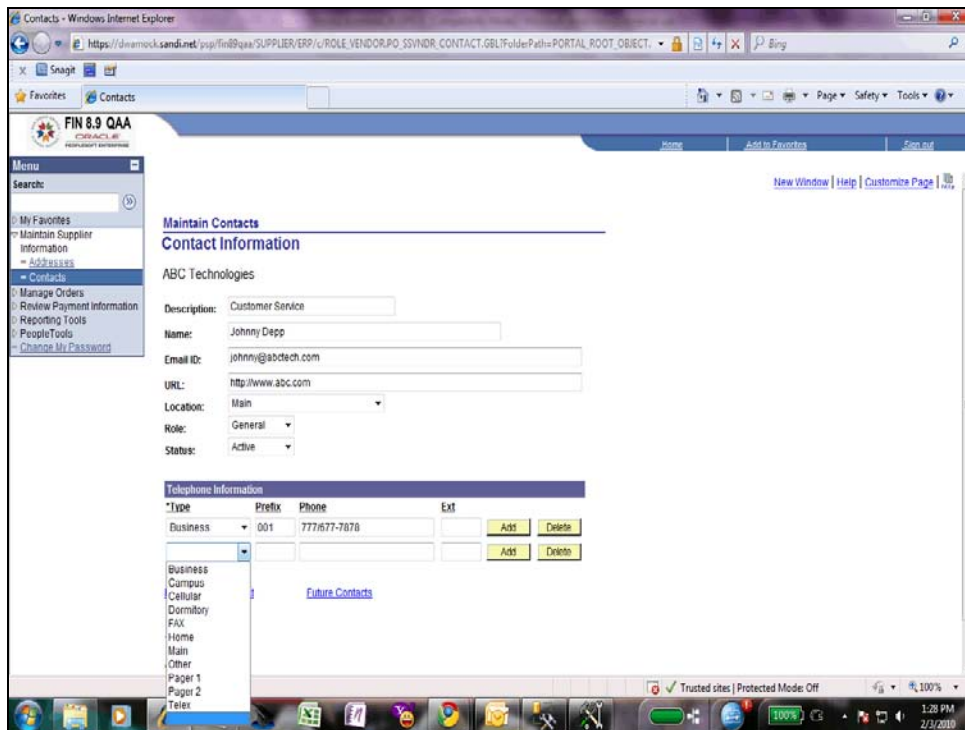 Contacts - Windows Internet Explorer
https://dwarnock.sandi.net/psp/fin89qaa/SUPPLIER/ERP/c/ROLE_VENDOR.PO_SSVNDR_CONTACT.GBL?FolderPath=PORTAL_ROOT_OBJECT. Bing
X Snagit
Favorites Contacts Page Safety Tools
FIN 8.9 QAA
ORACLE
PEOPLESOFT ENTERPRISE
Home Add to Favorites Sign out
Menu
New Window | Help | Customize Page |
Search:
My Favorites
Maintain Supplier
Information
- Addresses
- Contacts
Manage Orders
Review Payment Information
Reporting Tools
PeopleTools
- Change My Password
Maintain Contacts
Contact Information
ABC Technologies
Description: Customer Service
Name: Johnny Depp
Email ID: johnny@abctech.com
URL: http://www.abc.com
Location: Main
Role: General
Status: Active
Telephone Information
*Type Prefix Phone Ext
Business 001 777/677-7878 Add Delete
Add Delete
Business
Campus
Cellular
Dormitory
FAX
Home
Main
Other
Pager 1
Pager 2
Telex
Future Contacts
Trusted sites | Protected Mode: Off 100%
100%
1:28 PM
2/3/2010